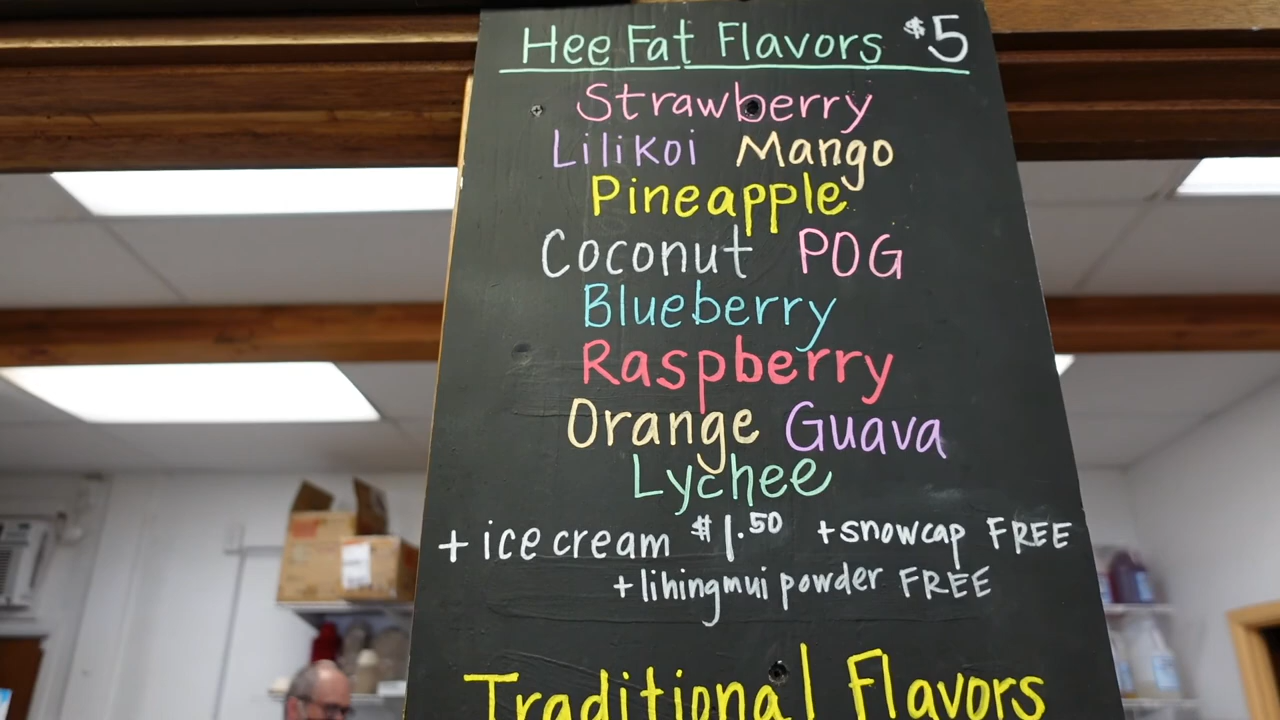 Hee Fat Flavors $5
Strawberry
Lilikoi Mango
Pineapple
Coconut POG
Blueberry
Raspberry
Orange Guava
Lychee
+ ice cream $1.50 + snowcap FREE
+ lihingmui powder FREE
Traditional Flavors